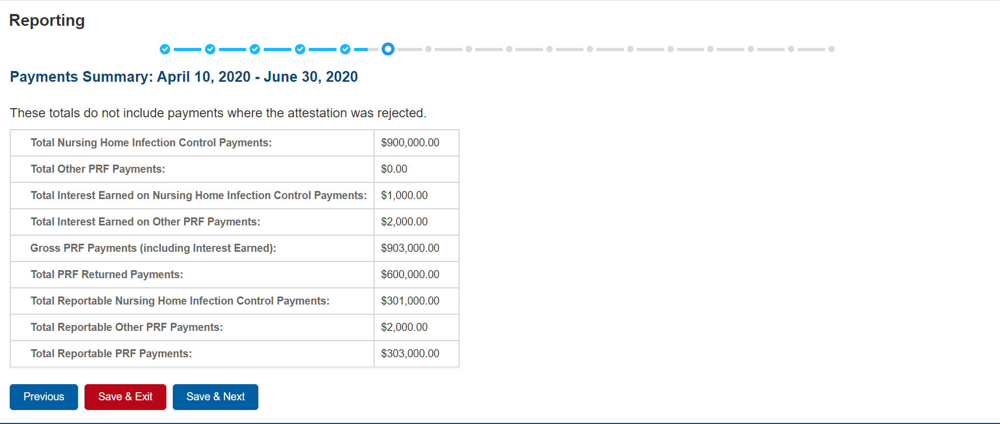 Reporting
Payments Summary: April 10, 2020 - June 30, 2020
These totals do not include payments where the attestation was rejected.
Total Nursing Home Infection Control Payments: $900,000.00
Total Other PRF Payments: $0.00
Total Interest Earned on Nursing Home Infection Control Payments: $1,000.00
Total Interest Earned on Other PRF Payments: $2,000.00
Gross PRF Payments (including Interest Earned): $903,000.00
Total PRF Returned Payments: $600,000.00
Total Reportable Nursing Home Infection Control Payments: $301,000.00
Total Reportable Other PRF Payments: $2,000.00
Total Reportable PRF Payments: $303,000.00
Previous Save & Exit Save & Next